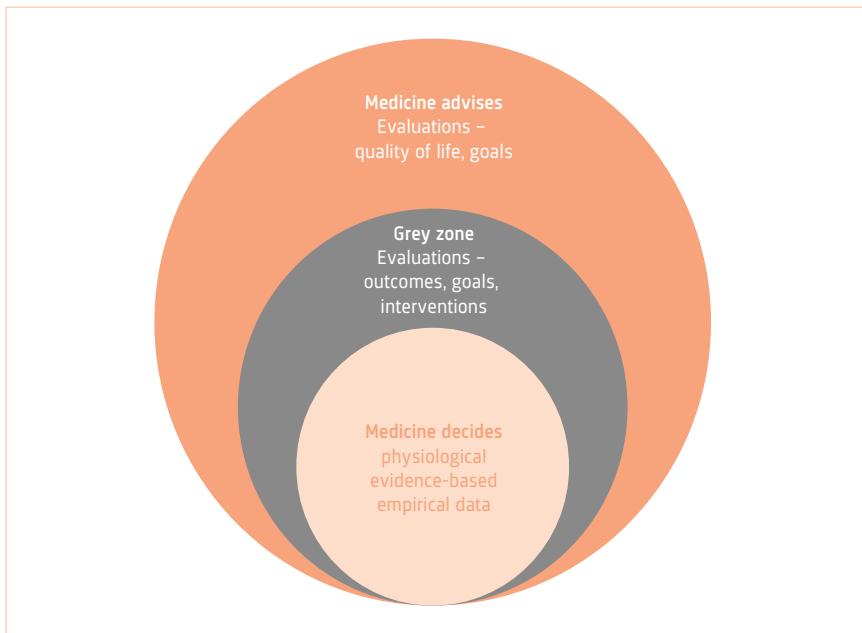 Medicine advises
Evaluations –
quality of life, goals
Grey zone
Evaluations –
outcomes, goals,
interventions
Medicine decides
physiological
evidence-based
empirical data